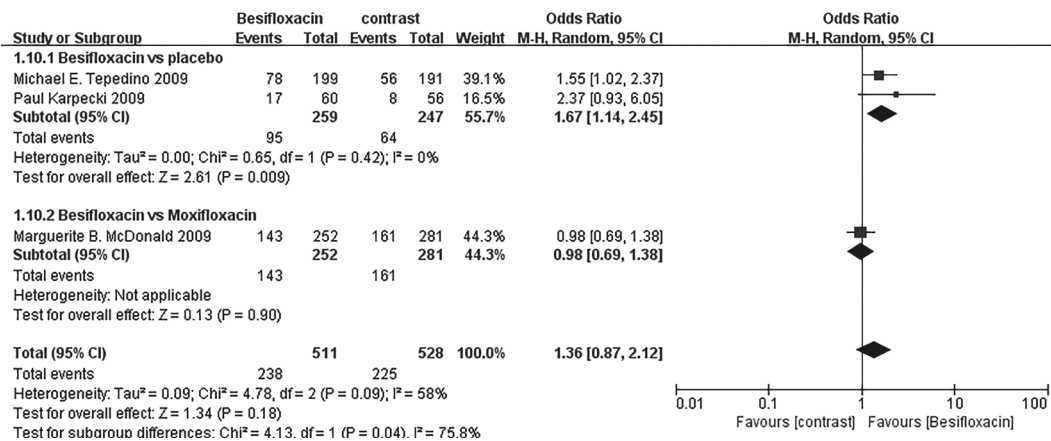 Besifloxacin contrast Odds Ratio Odds Ratio
Study or Subgroup Events Total Events Total Weight M-H, Random, 95% CI M-H, Random, 95% CI
1.10.1 Besifloxacin vs placebo
Michael E. Tepedino 2009 78 199 56 191 39.1% 1.55 [1.02, 2.37]
Paul Karpecki 2009 17 60 8 56 16.5% 2.37 [0.93, 6.05]
Subtotal (95% CI) 259 247 55.7% 1.67 [1.14, 2.45]
Total events 95 64
Heterogeneity: Tau² = 0.00; Chi² = 0.65, df = 1 (P = 0.42); I² = 0%
Test for overall effect: Z = 2.61 (P = 0.009)
1.10.2 Besifloxacin vs Moxifloxacin
Marguerite B. McDonald 2009 143 252 161 281 44.3% 0.98 [0.69, 1.38]
Subtotal (95% CI) 252 281 44.3% 0.98 [0.69, 1.38]
Total events 143 161
Heterogeneity: Not applicable
Test for overall effect: Z = 0.13 (P = 0.90)
Total (95% CI) 511 528 100.0% 1.36 [0.87, 2.12]
Total events 238 225
Heterogeneity: Tau² = 0.09; Chi² = 4.78, df = 2 (P = 0.09); I² = 58%
Test for overall effect: Z = 1.34 (P = 0.18)
Test for subgroup differences: Chi² = 4.13, df = 1 (P = 0.04), I² = 75.8%
0.01 0.1 1 10 100
Favours [contrast] Favours [Besifloxacin]